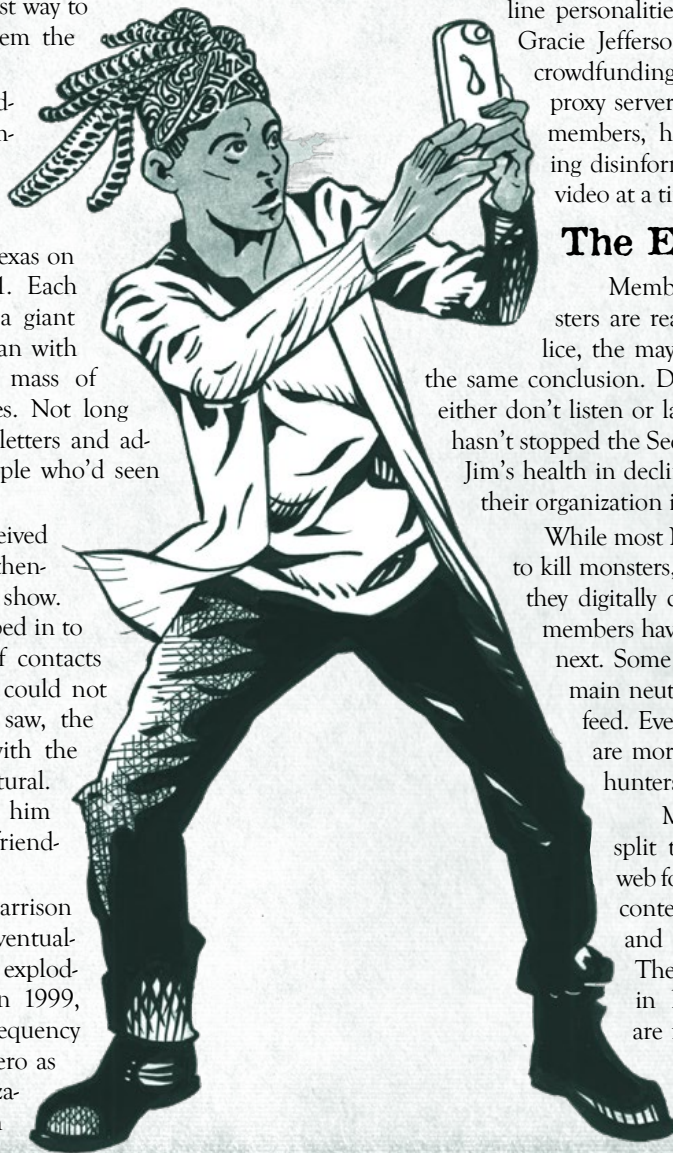 st way to
em the
d-
n-
exas on
1. Each
a giant
an with
mass of
es. Not long
letters and ad-
ple who'd seen
eived
then-
show.
ped in to
f contacts
could not
saw, the
with the
tural.
him
riend-
arrison
ventual-
explod-
n 1999,
equency
ero as
za-
line personalitie
Gracie Jefferso
crowdfunding
proxy server
members, h
ing disinform
video at a ti
The E
Memb
sters are rea
lice, the may
the same conclusion. D
either don't listen or la
hasn't stopped the Sec
Jim's health in declin
their organization i
While most
to kill monsters,
they digitally c
members hav
next. Some
main neut
feed. Eve
are mor
hunters
M
split t
web fo
conte
and
The
in
are